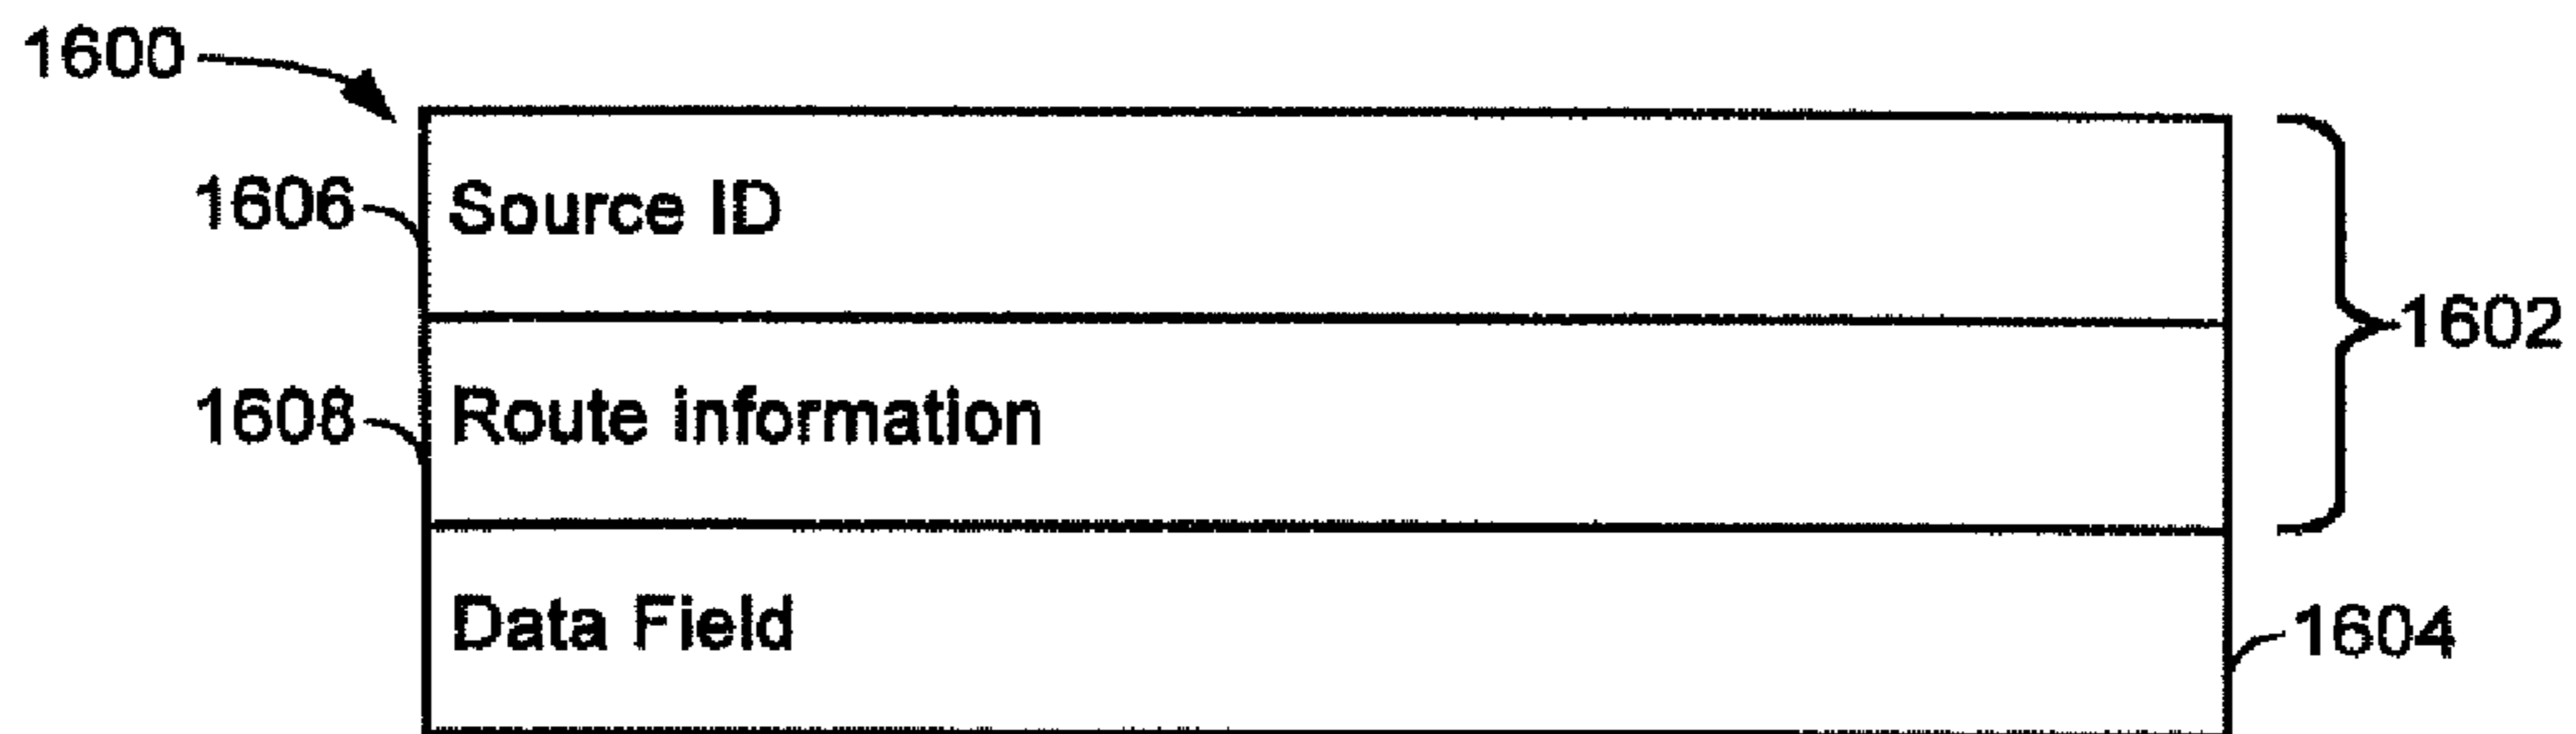 1600
1606 Source ID
1602
1608 Route information
Data Field 1604